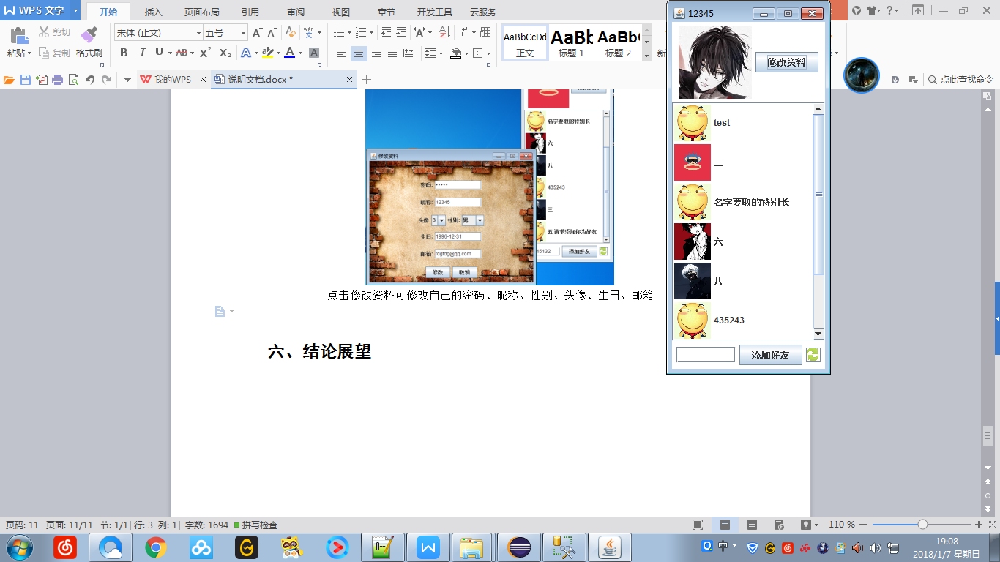 WPS 文字
开始 插入 页面布局 引用 审阅 视图 章节 开发工具 云服务
粘贴 剪切 复制 格式刷
宋体 (正文) 五号
B I U AB X² X₂ A A A
AaBbCcDd AaBb AaBbC
正文 标题 1 标题 2 新
我的WPS 说明文档.docx * 点此查找命令
名字要取的特别长
六
八
435243
三
五 请求添加你为好友
45132 添加好友
修改资料
密码: •••••
昵称: 12345
头像 3 性别: 男
生日: 1996-12-31
邮箱: fdgfdg@qq.com
修改 取消
点击修改资料可修改自己的密码、昵称、性别、头像、生日、邮箱
六、结论展望
12345
修改资料
test
二
名字要取的特别长
六
八
435243
添加好友
页码: 11 页面: 11/11 节: 1/1 行: 3 列: 1 字数: 1694 拼写检查 110 %
中
19:08
2018/1/7 星期日